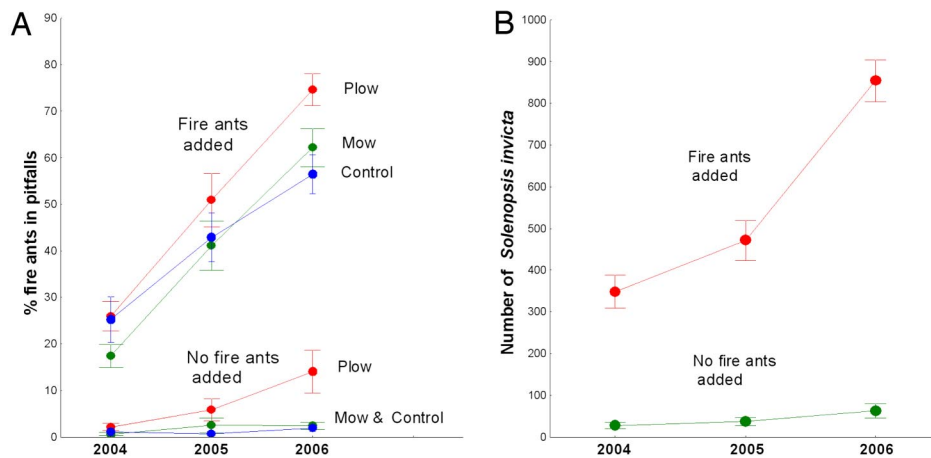 A
% fire ants in pitfalls
90
80
70
60
50
40
30
20
10
0
2004 2005 2006
Fire ants
added
Plow
Mow
Control
No fire ants
added
Plow
Mow & Control
B
Number of Solenopsis invicta
1000
900
800
700
600
500
400
300
200
100
0
2004 2005 2006
Fire ants
added
No fire ants
added